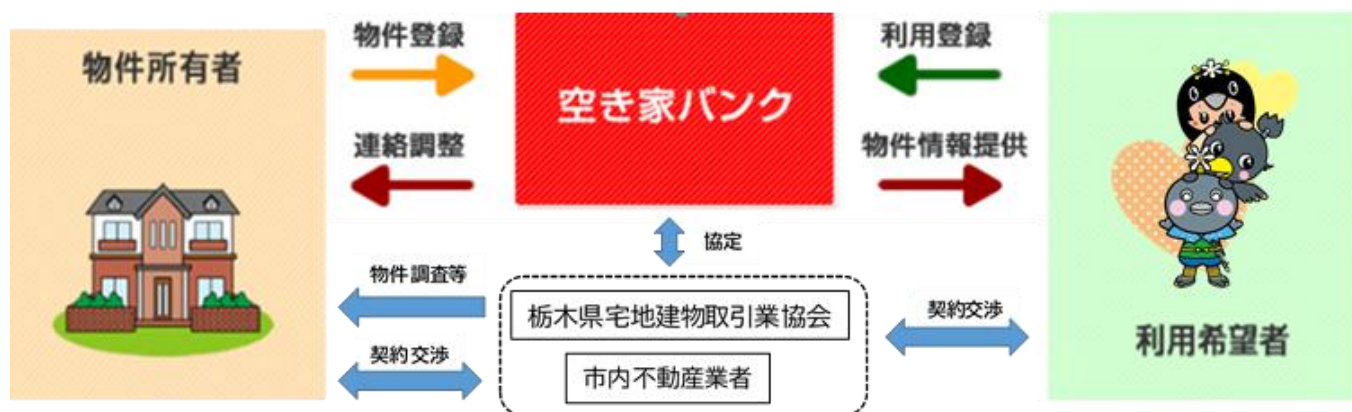 物件所有者
物件登録
連絡調整
空き家バンク
利用登録
物件情報提供
協定
物件調査等
契約交渉
栃木県宅地建物取引業協会
市内不動産業者
契約交渉
利用希望者